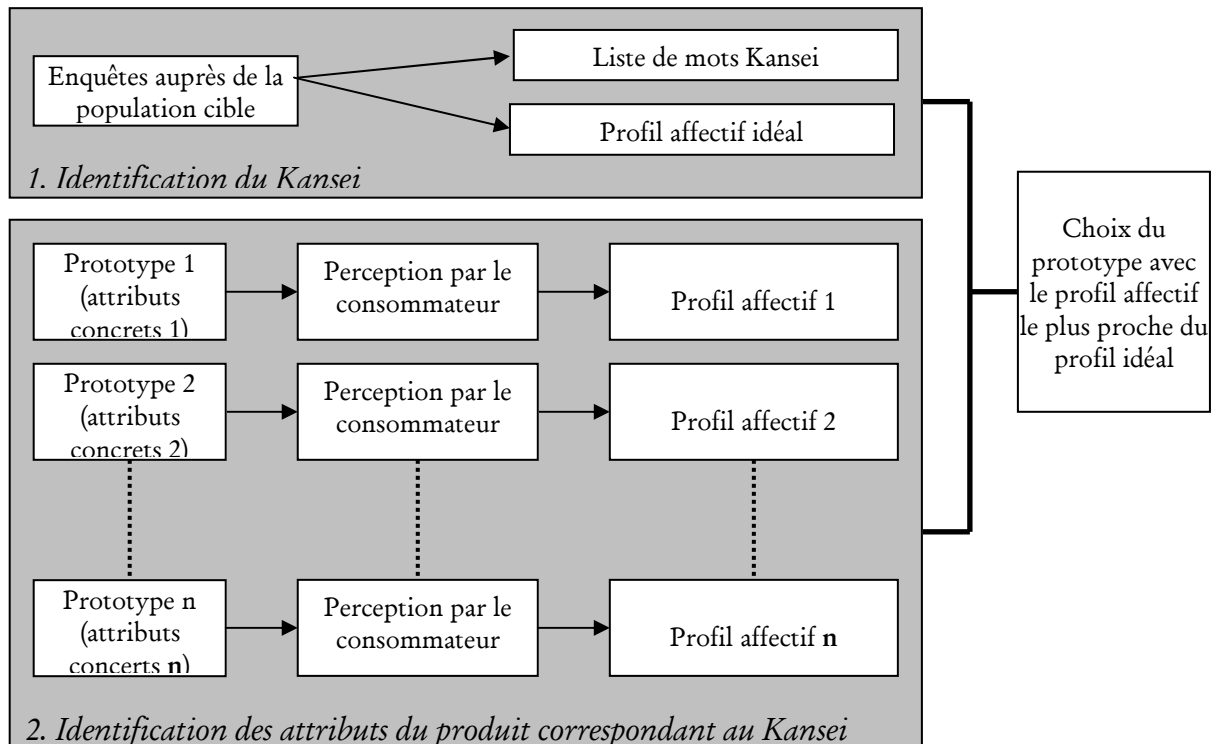 Enquêtes auprès de la
population cible
Liste de mots Kansei
Profil affectif idéal
1. Identification du Kansei
Prototype 1
(attributs
concrets 1)
Perception par le
consommateur
Profil affectif 1
Prototype 2
(attributs
concrets 2)
Perception par le
consommateur
Profil affectif 2
Prototype n
(attributs
concerts n)
Perception par le
consommateur
Profil affectif n
2. Identification des attributs du produit correspondant au Kansei
Choix du
prototype avec
le profil affectif
le plus proche du
profil idéal